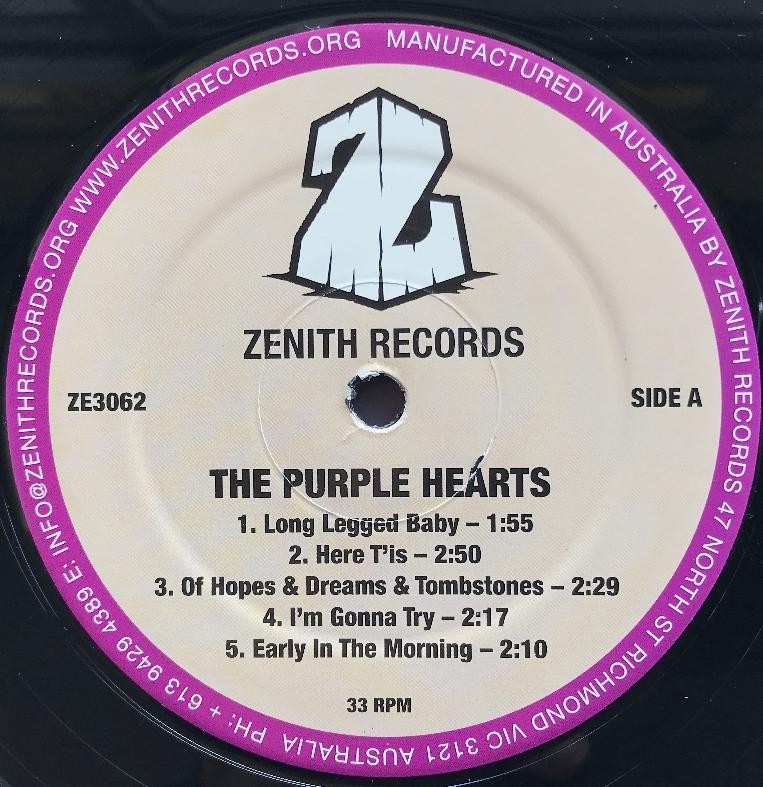 MANUFACTURED IN AUSTRALIA BY ZENITH RECORDS 47 NORTH ST RICHMOND VIC 3121 AUSTRALIA PH: + 613 9429 4389 E: INFO@ZENITHRECORDS.ORG WWW.ZENITHRECORDS.ORG
Z
ZENITH RECORDS
ZE3062
SIDE A
THE PURPLE HEARTS
1. Long Legged Baby – 1:55
2. Here T'is – 2:50
3. Of Hopes & Dreams & Tombstones – 2:29
4. I'm Gonna Try – 2:17
5. Early In The Morning – 2:10
33 RPM